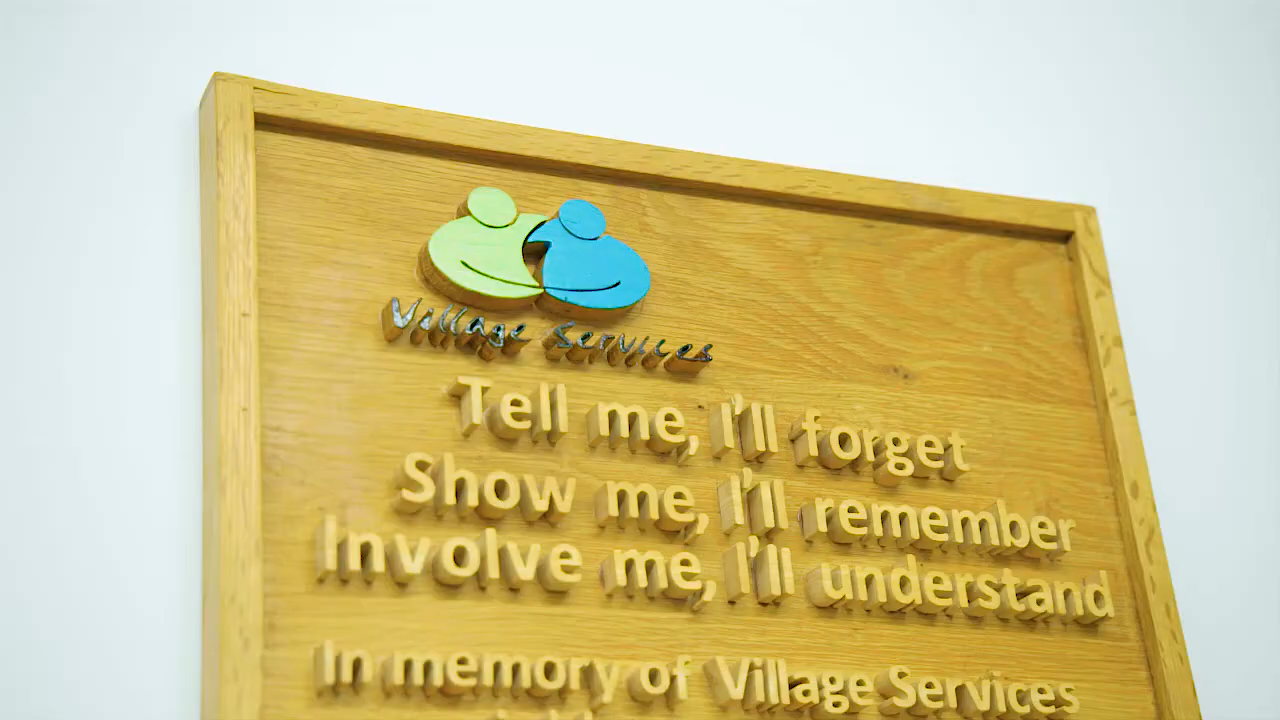 Village Services
Tell me, I'll forget
Show me, I'll remember
Involve me, I'll understand
In memory of Village Services